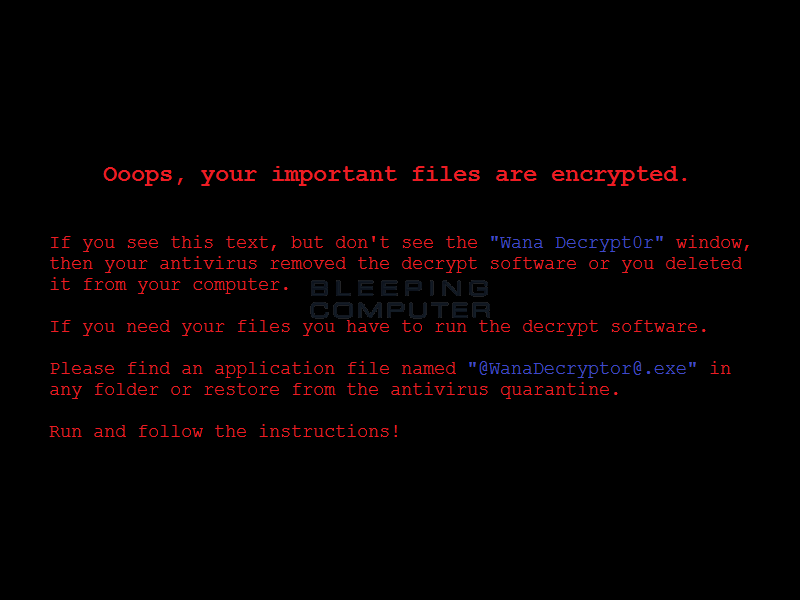 Ooops, your important files are encrypted.
If you see this text, but don't see the "Wana Decrypt0r" window,
then your antivirus removed the decrypt software or you deleted
it from your computer.
BLEEPING
COMPUTER
If you need your files you have to run the decrypt software.
Please find an application file named "@WanaDecryptor@.exe" in
any folder or restore from the antivirus quarantine.
Run and follow the instructions!